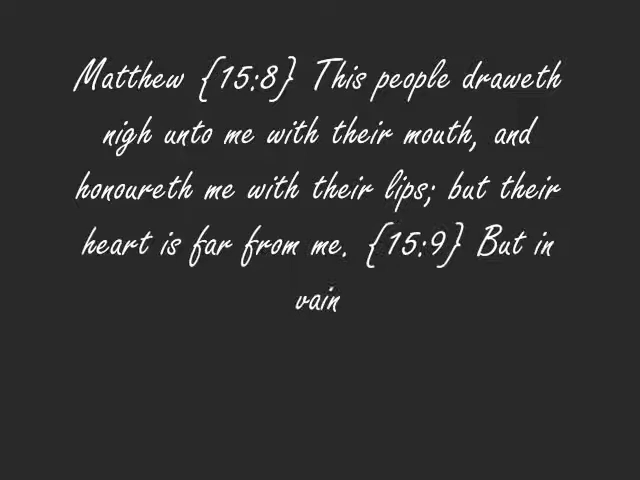 Matthew {15:8} This people draweth
nigh unto me with their mouth, and
honoureth me with their lips; but their
heart is far from me. {15:9} But in
vain